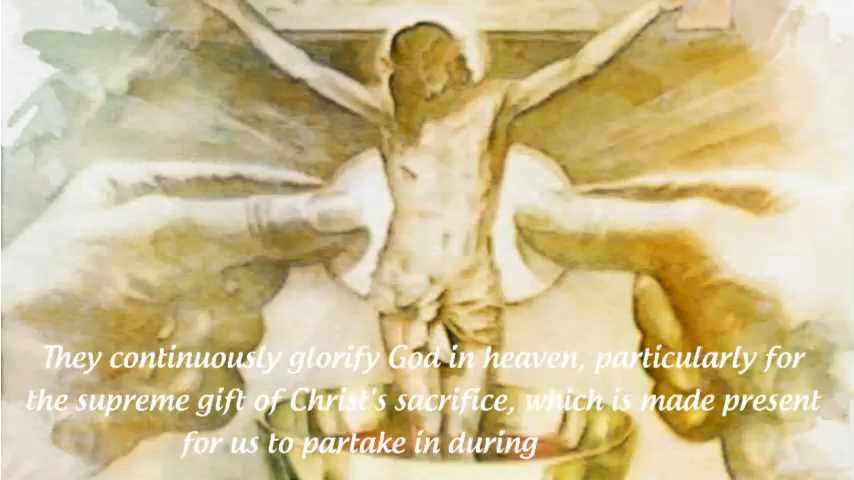 They continuously glorify God in heaven, particularly for
the supreme gift of Christ's sacrifice, which is made present
for us to partake in during